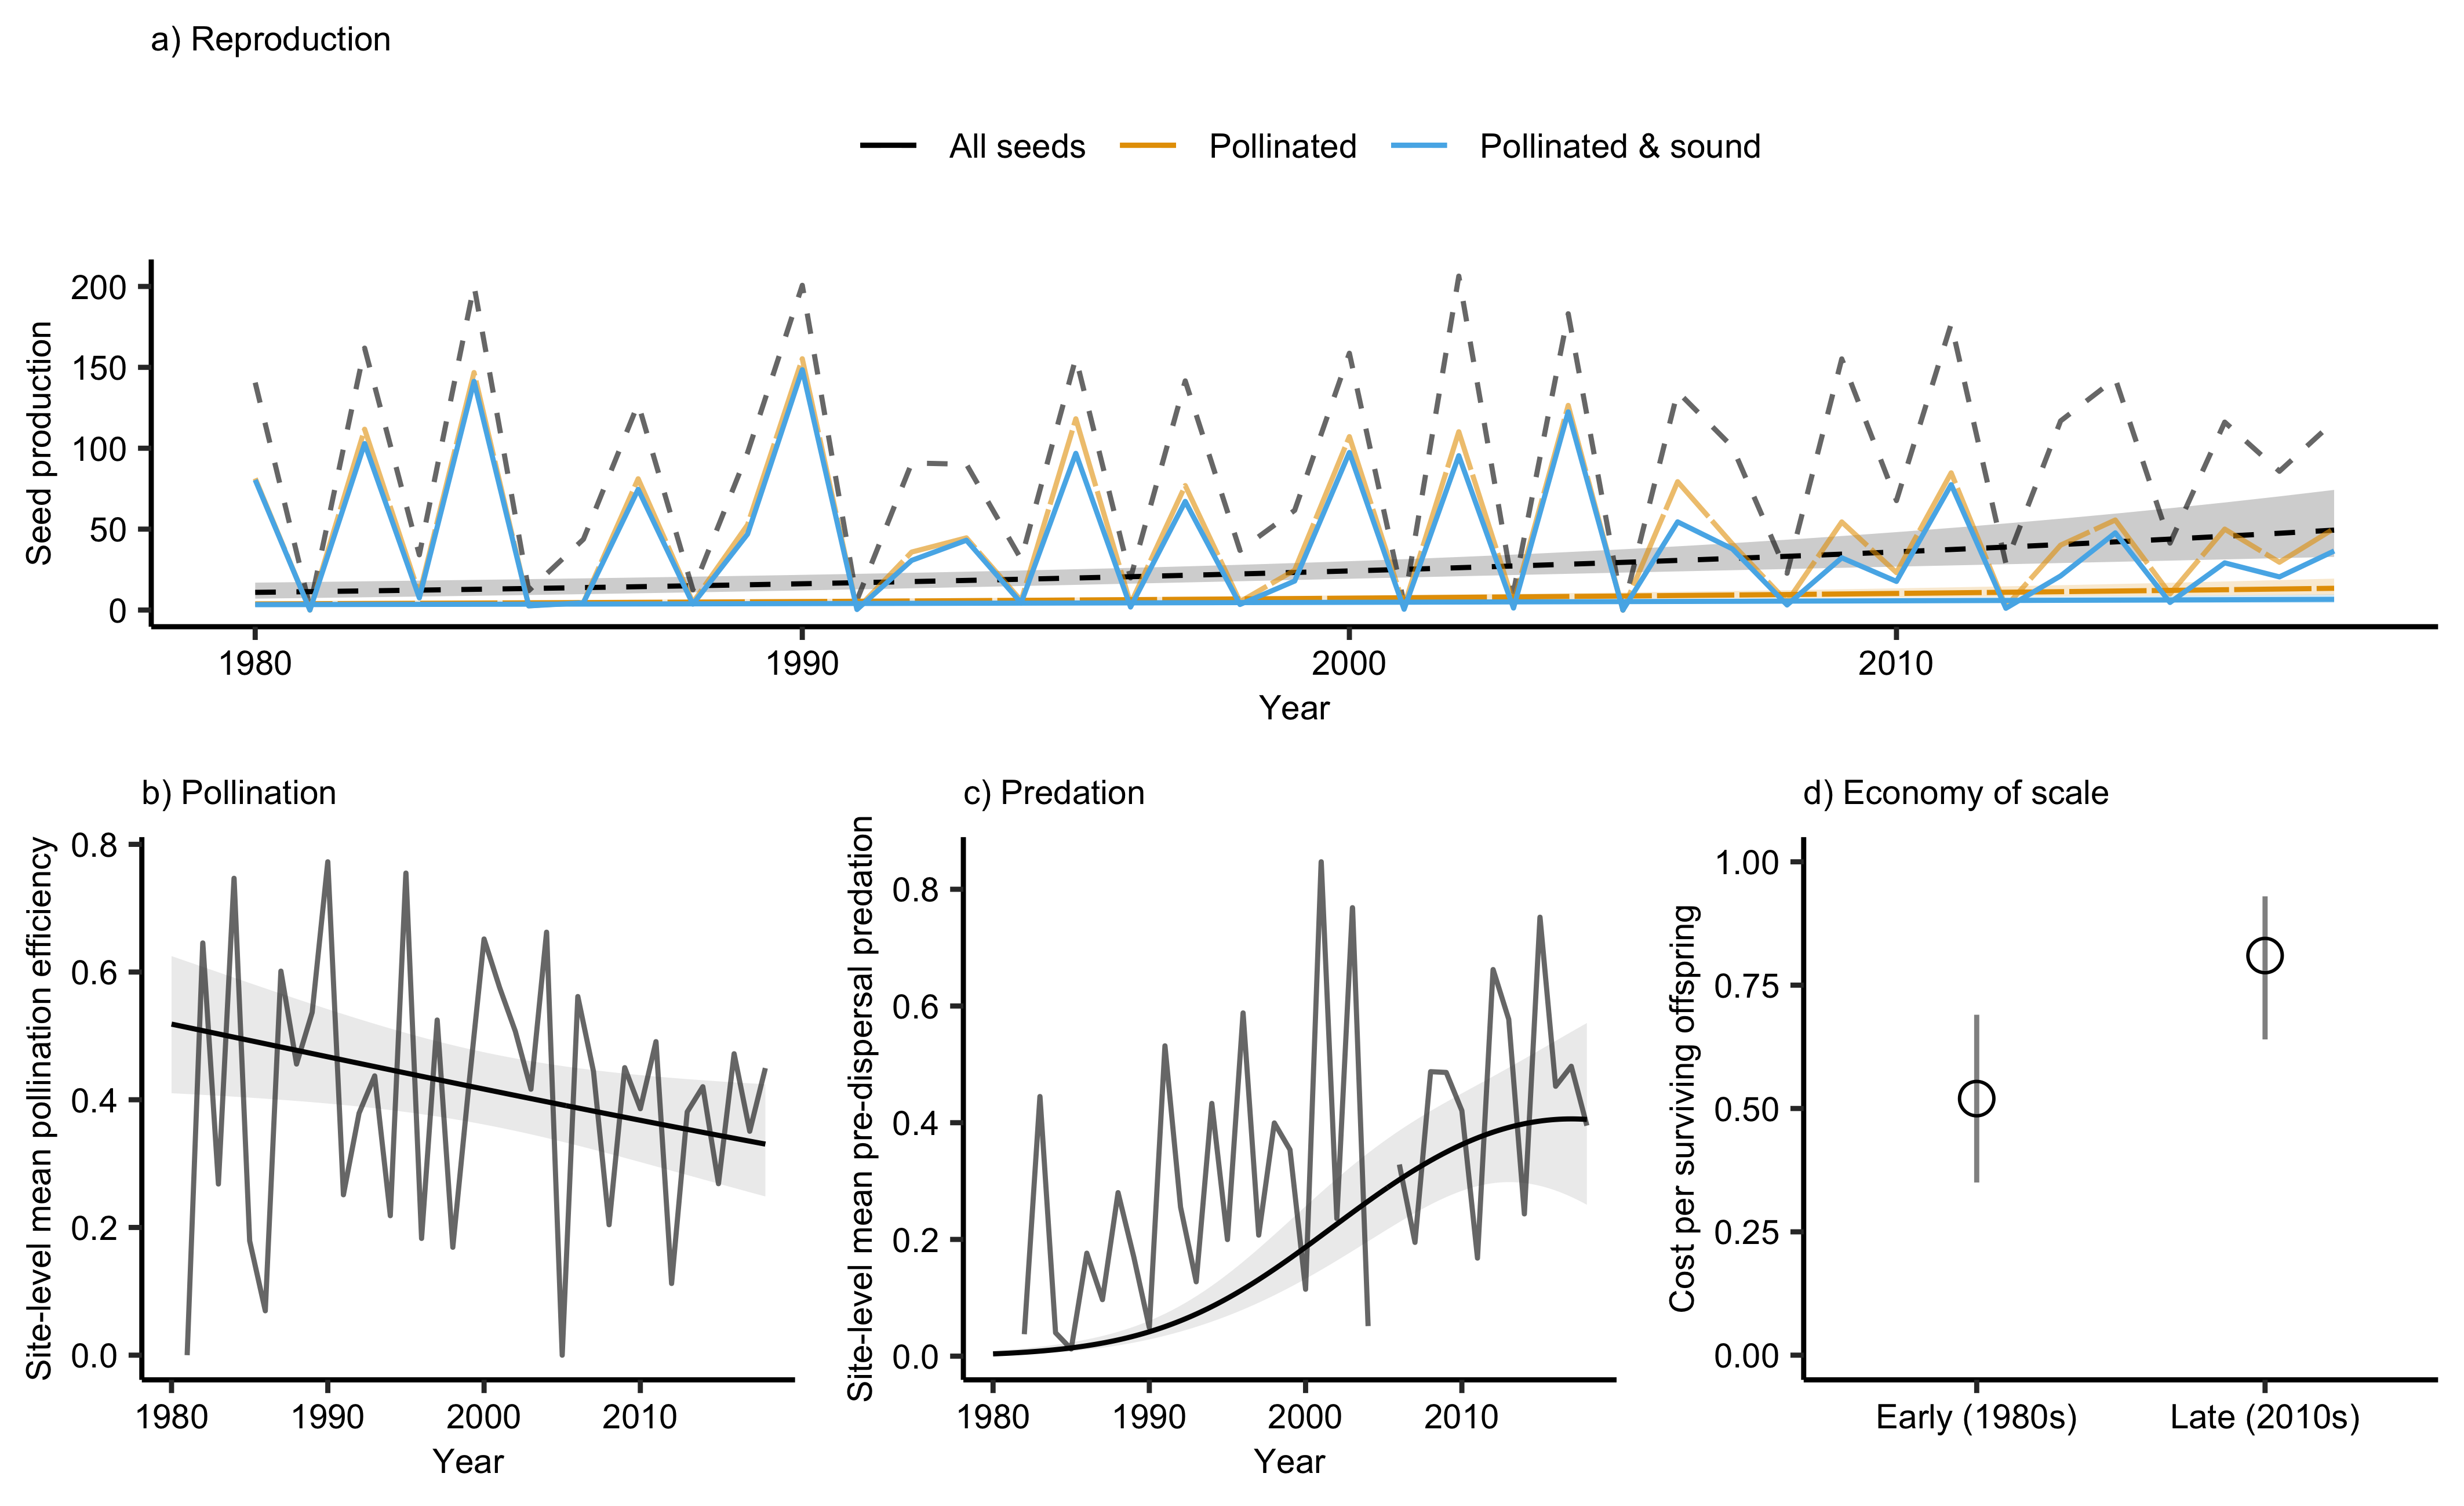 a) Reproduction
All seeds Pollinated Pollinated & sound
Seed production
200
150
100
50
0
1980 1990 2000 2010
Year
b) Pollination
Site-level mean pollination efficiency
0.8
0.6
0.4
0.2
0.0
1980 1990 2000 2010
Year
c) Predation
Site-level mean pre-dispersal predation
0.8
0.6
0.4
0.2
0.0
1980 1990 2000 2010
Year
d) Economy of scale
Cost per surviving offspring
1.00
0.75
0.50
0.25
0.00
Early (1980s) Late (2010s)